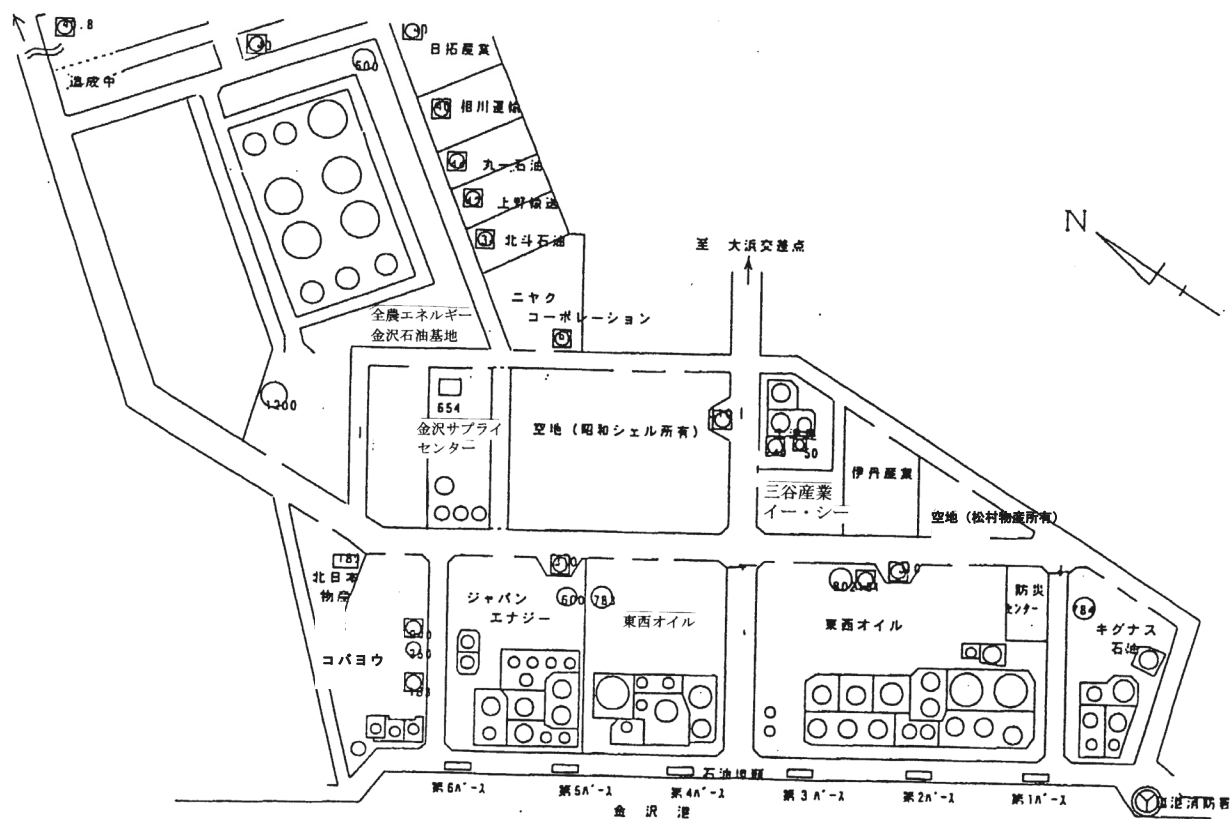 造成中
600
日拓産業
相川運輸
丸一石油
上野輸送
北斗石油
N
至 大浜交差点
ニヤク
コーポレーション
全農エネルギー
金沢石油基地
1200
654
金沢サプライ
センター
空地（昭和シェル所有）
50
伊丹産業
三谷産業
イー・シー
空地（松村物産所有）
北日本
物産
ジャパン
エナジー
600
783
東西オイル
802
東西オイル
防災
センター
784
キグナス
石油
コバヨウ
183
第6バース
第5バース
第4バース
第3バース
第2バース
第1バース
金沢港